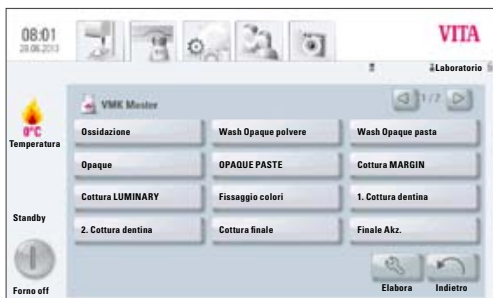 08:01
28.06.2013
VITA
Laboratorio
VMK Master
1/2
0°C
Temperatura
Ossidazione
Wash Opaque polvere
Wash Opaque pasta
Opaque
OPAQUE PASTE
Cottura MARGIN
Cottura LUMINARY
Fissaggio colori
1. Cottura dentina
2. Cottura dentina
Cottura finale
Finale Akz.
Standby
Forno off
Elabora
Indietro